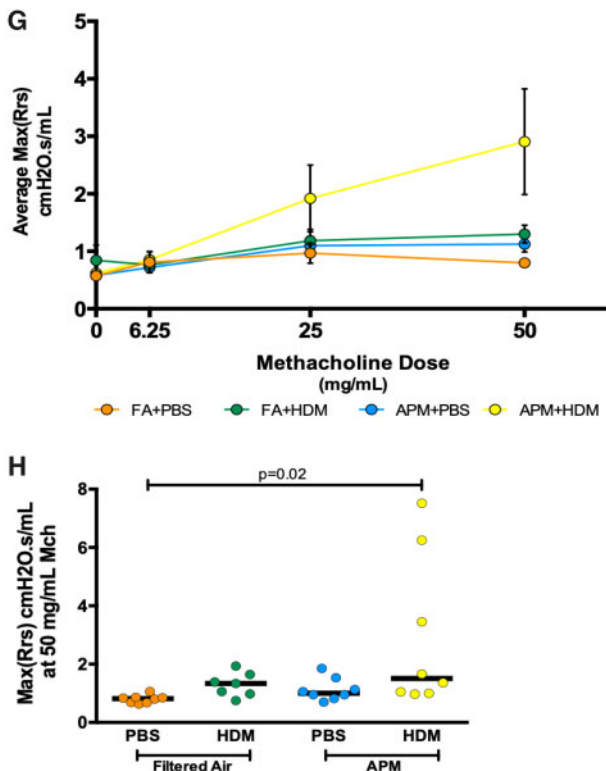 G
Average Max(Rrs)
cmH2O.s/mL
5
4
3
2
1
0
0 6.25 25 50
Methacholine Dose
(mg/mL)
FA+PBS FA+HDM APM+PBS APM+HDM
H
p=0.02
Max(Rrs) cmH2O.s/mL
at 50 mg/mL Mch
8
6
4
2
0
PBS HDM PBS HDM
Filtered Air APM